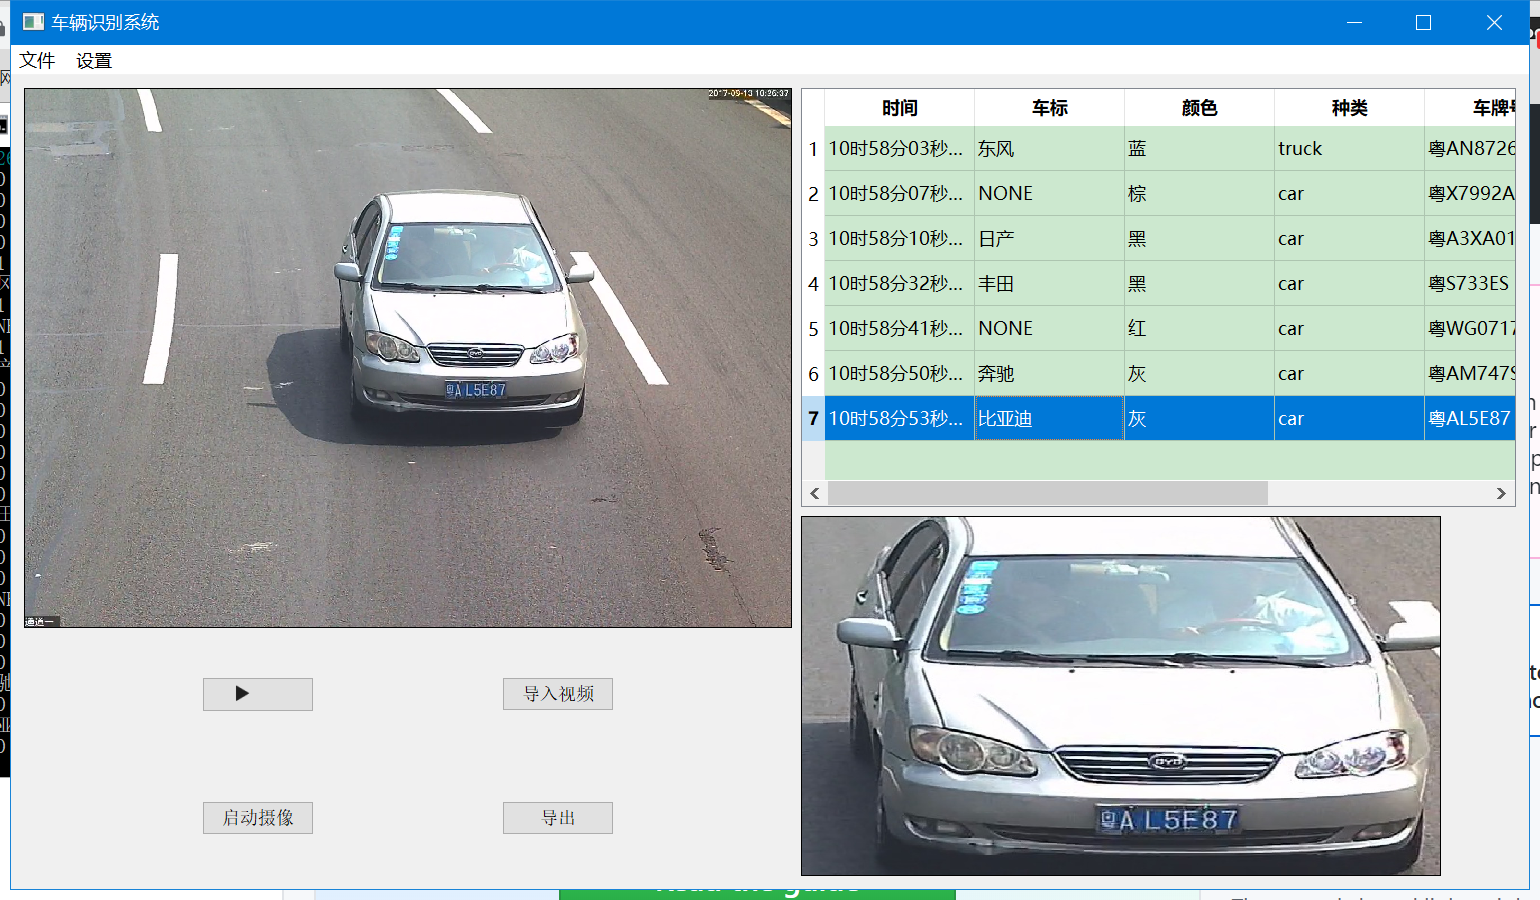 车辆识别系统
文件 设置
2017-09-13 10:26:37
粤A L5E87
通道一
时间 车标 颜色 种类 车牌号
1 10时58分03秒... 东风 蓝 truck 粤AN8726
2 10时58分07秒... NONE 棕 car 粤X7992A
3 10时58分10秒... 日产 黑 car 粤A3XA01
4 10时58分32秒... 丰田 黑 car 粤S733ES
5 10时58分41秒... NONE 红 car 粤WG0717
6 10时58分50秒... 奔驰 灰 car 粤AM747S
7 10时58分53秒... 比亚迪 灰 car 粤AL5E87
BYD
粤A L5E87
导入视频
启动摄像 导出
Read the guide